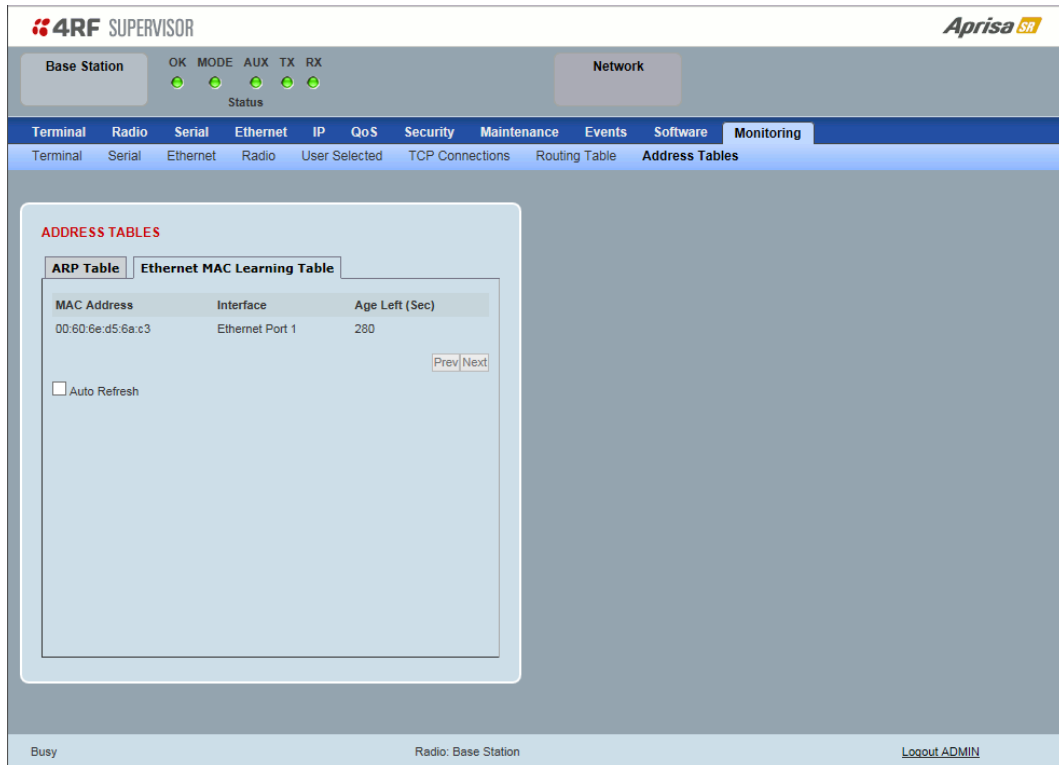 4RF SUPERVISOR
Aprisa SR
Base Station
OK MODE AUX TX RX
Status
Network
Terminal Radio Serial Ethernet IP QoS Security Maintenance Events Software Monitoring
Terminal Serial Ethernet Radio User Selected TCP Connections Routing Table Address Tables
ADDRESS TABLES
ARP Table Ethernet MAC Learning Table
MAC Address Interface Age Left (Sec)
00:60:6e:d5:6a:c3 Ethernet Port 1 280
Prev Next
Auto Refresh
Busy Radio: Base Station Logout ADMIN